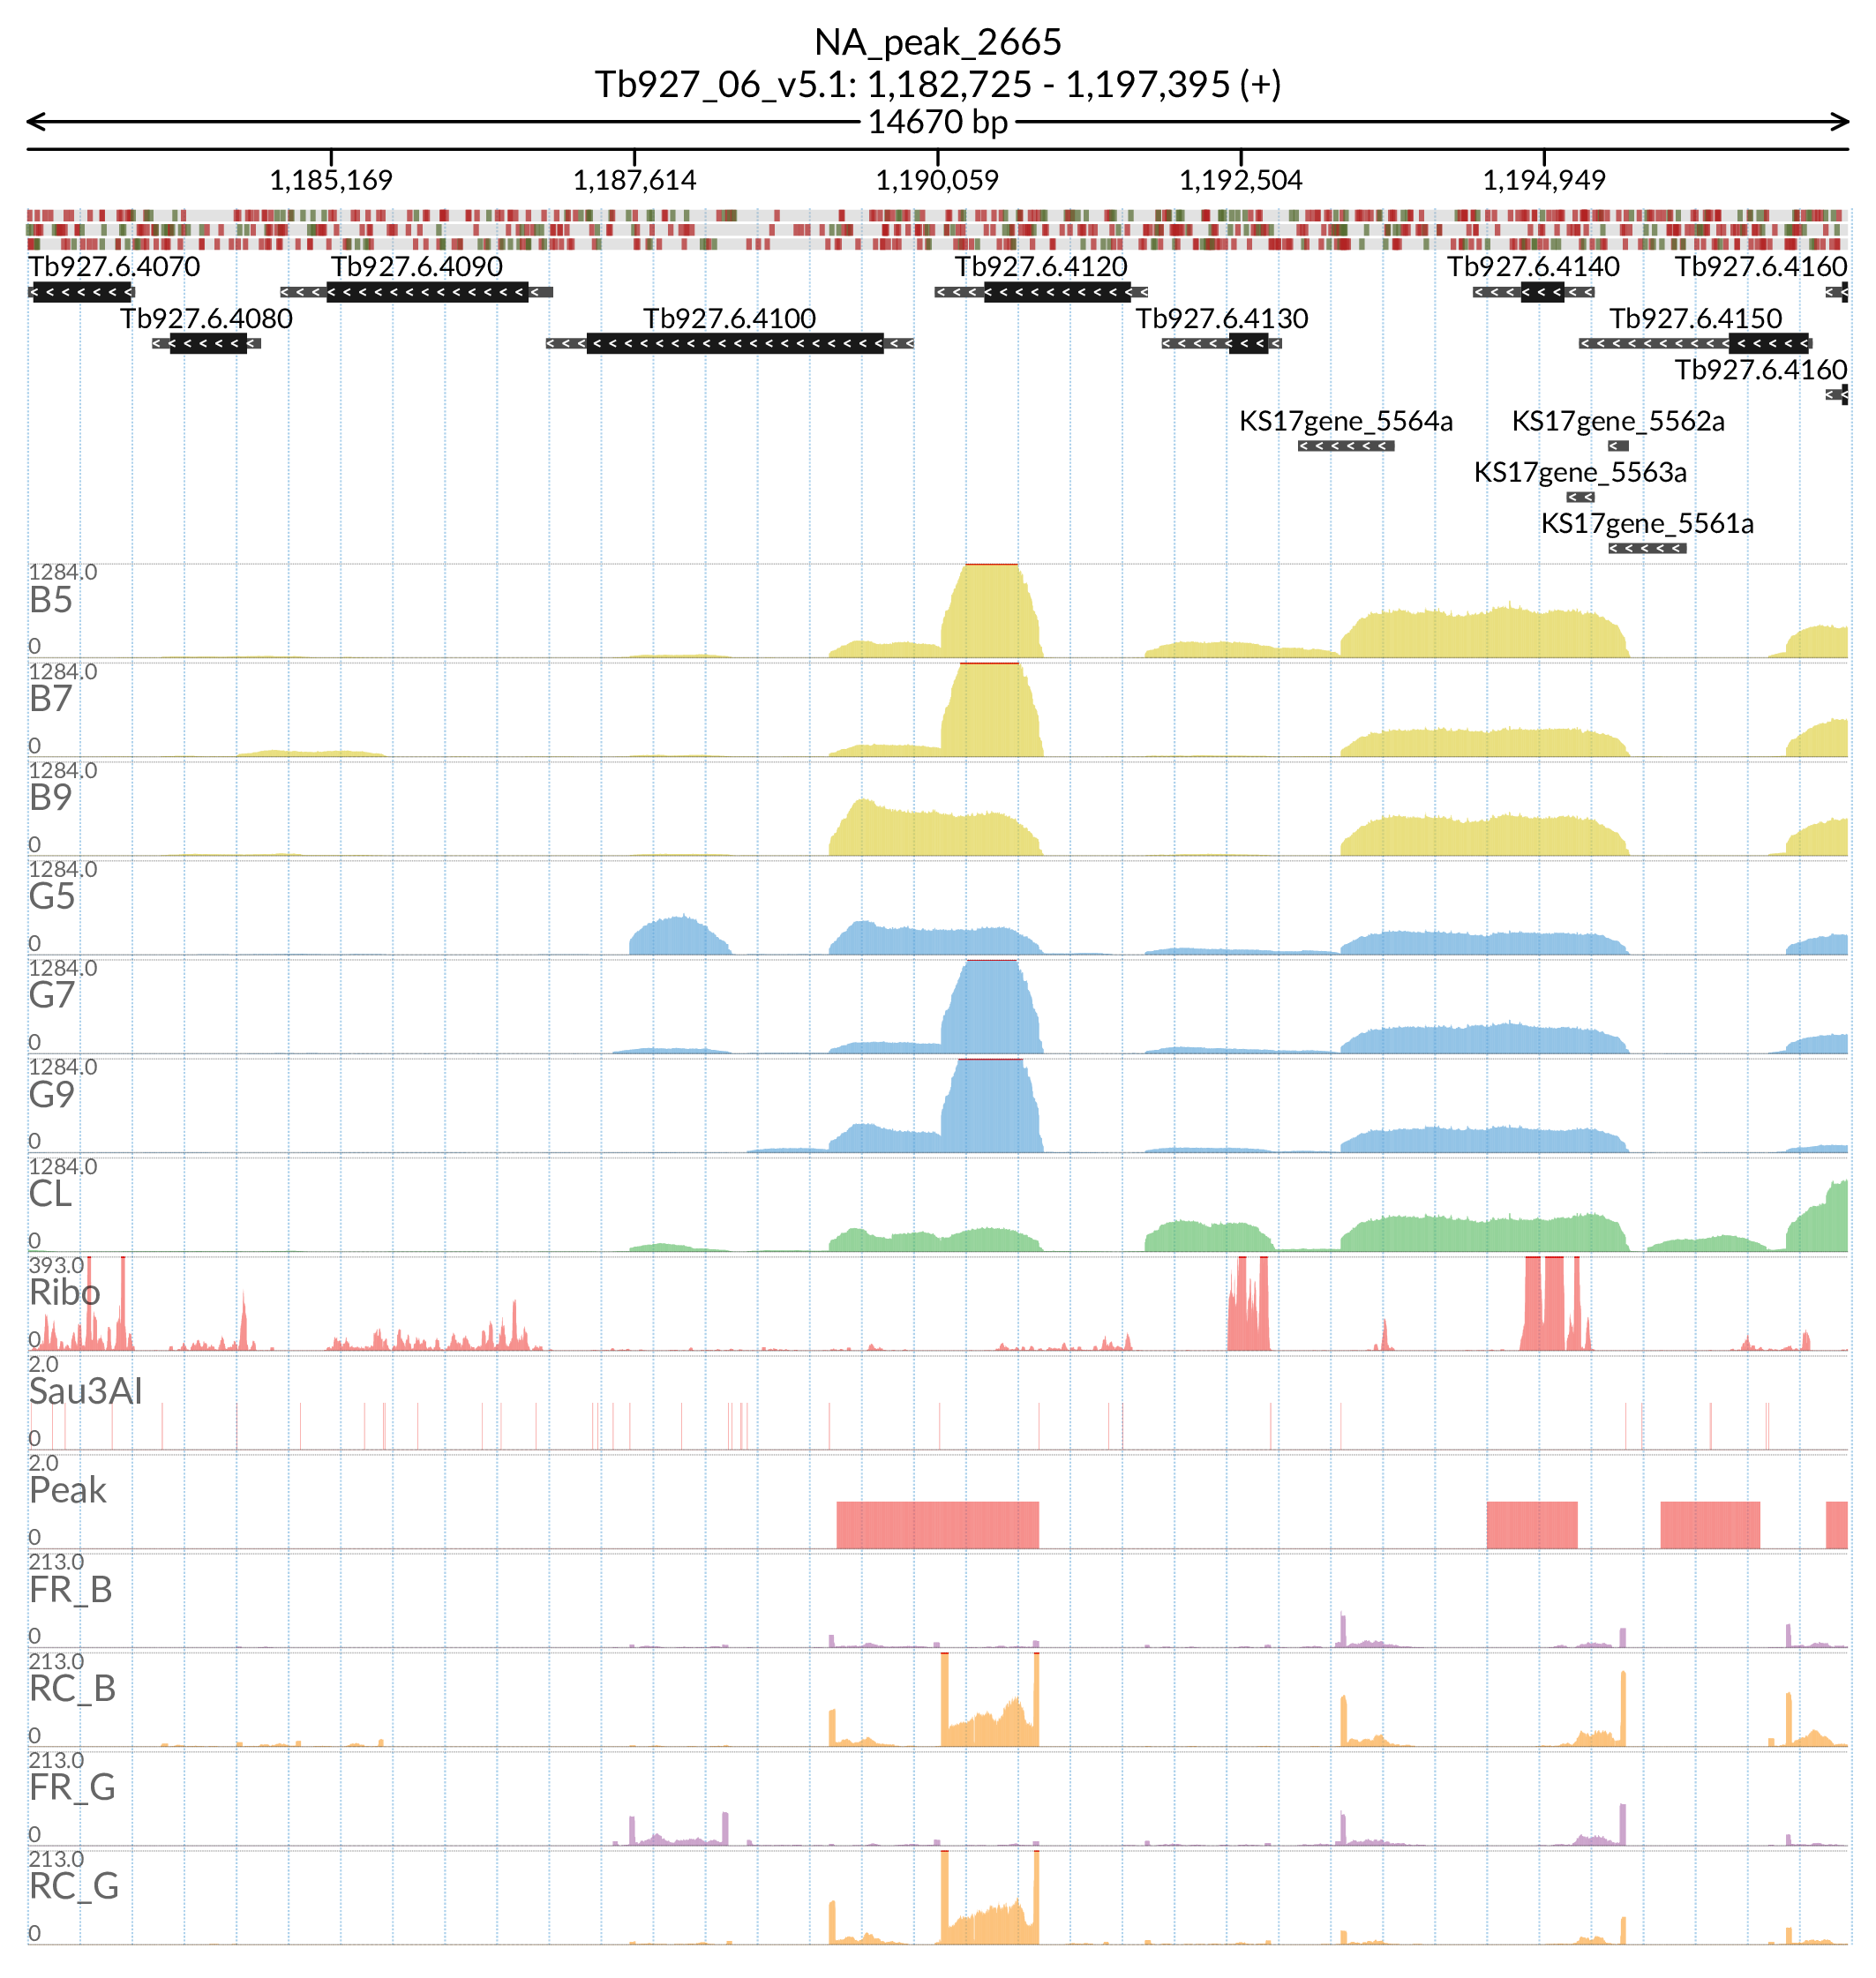 NA_peak_2665
Tb927_06_v5.1: 1,182,725 - 1,197,395 (+)
14670 bp
1,185,169 1,187,614 1,190,059 1,192,504 1,194,949
Tb927.6.4070 Tb927.6.4090 Tb927.6.4120 Tb927.6.4140 Tb927.6.4160
Tb927.6.4080 Tb927.6.4100 Tb927.6.4130 Tb927.6.4150
Tb927.6.4160
KS17gene_5564a KS17gene_5562a
KS17gene_5563a
KS17gene_5561a
1284.0
B5
0
1284.0
B7
0
1284.0
B9
0
1284.0
G5
0
1284.0
G7
0
1284.0
G9
0
1284.0
CL
0
393.0
Ribo
0
2.0
Sau3AI
0
2.0
Peak
0
213.0
FR_B
0
213.0
RC_B
0
213.0
FR_G
0
213.0
RC_G
0